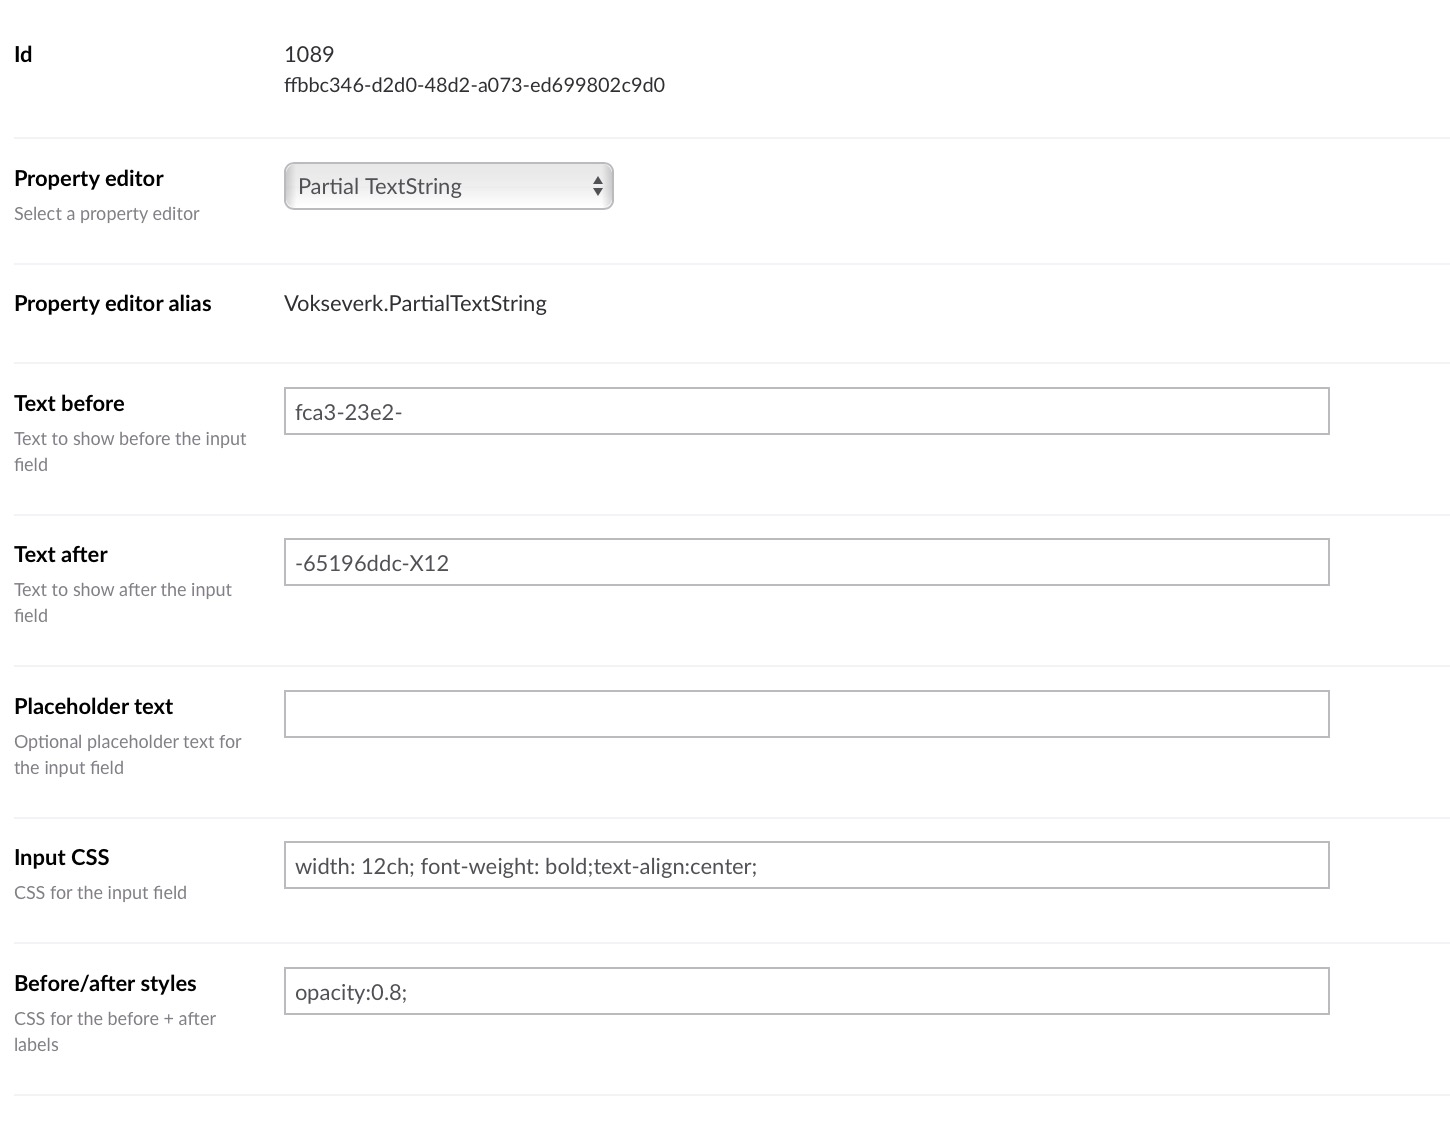 Id
1089
ffbbc346-d2d0-48d2-a073-ed699802c9d0
Property editor
Select a property editor
Partial TextString
Property editor alias
Vokseverk.PartialTextString
Text before
Text to show before the input
field
fca3-23e2-
Text after
Text to show after the input
field
-65196ddc-X12
Placeholder text
Optional placeholder text for
the input field
Input CSS
CSS for the input field
width: 12ch; font-weight: bold;text-align:center;
Before/after styles
CSS for the before + after
labels
opacity:0.8;